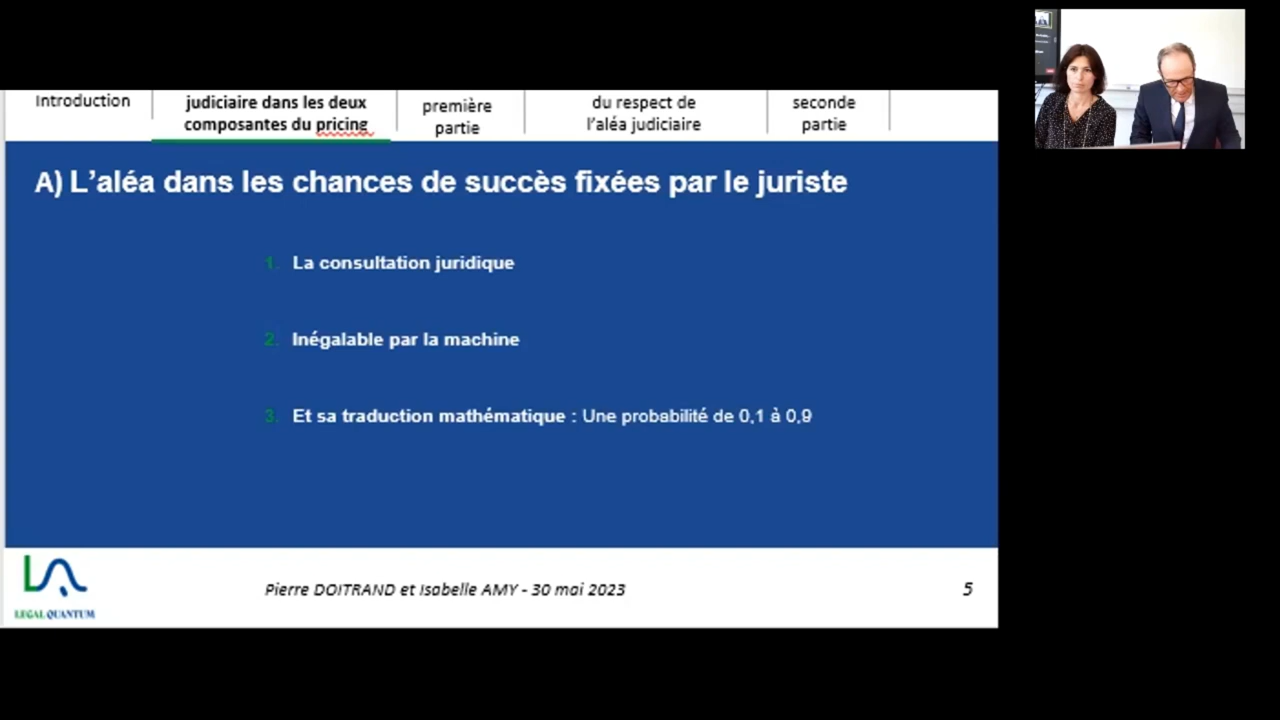 Introduction
judiciaire dans les deux
composantes du pricing
première
partie
du respect de
l'aléa judiciaire
seconde
partie
A) L'aléa dans les chances de succès fixées par le juriste
1. La consultation juridique
2. Inégalable par la machine
3. Et sa traduction mathématique : Une probabilité de 0,1 à 0,9
LEGAL QUANTUM
Pierre DOITRAND et Isabelle AMY - 30 mai 2023
5